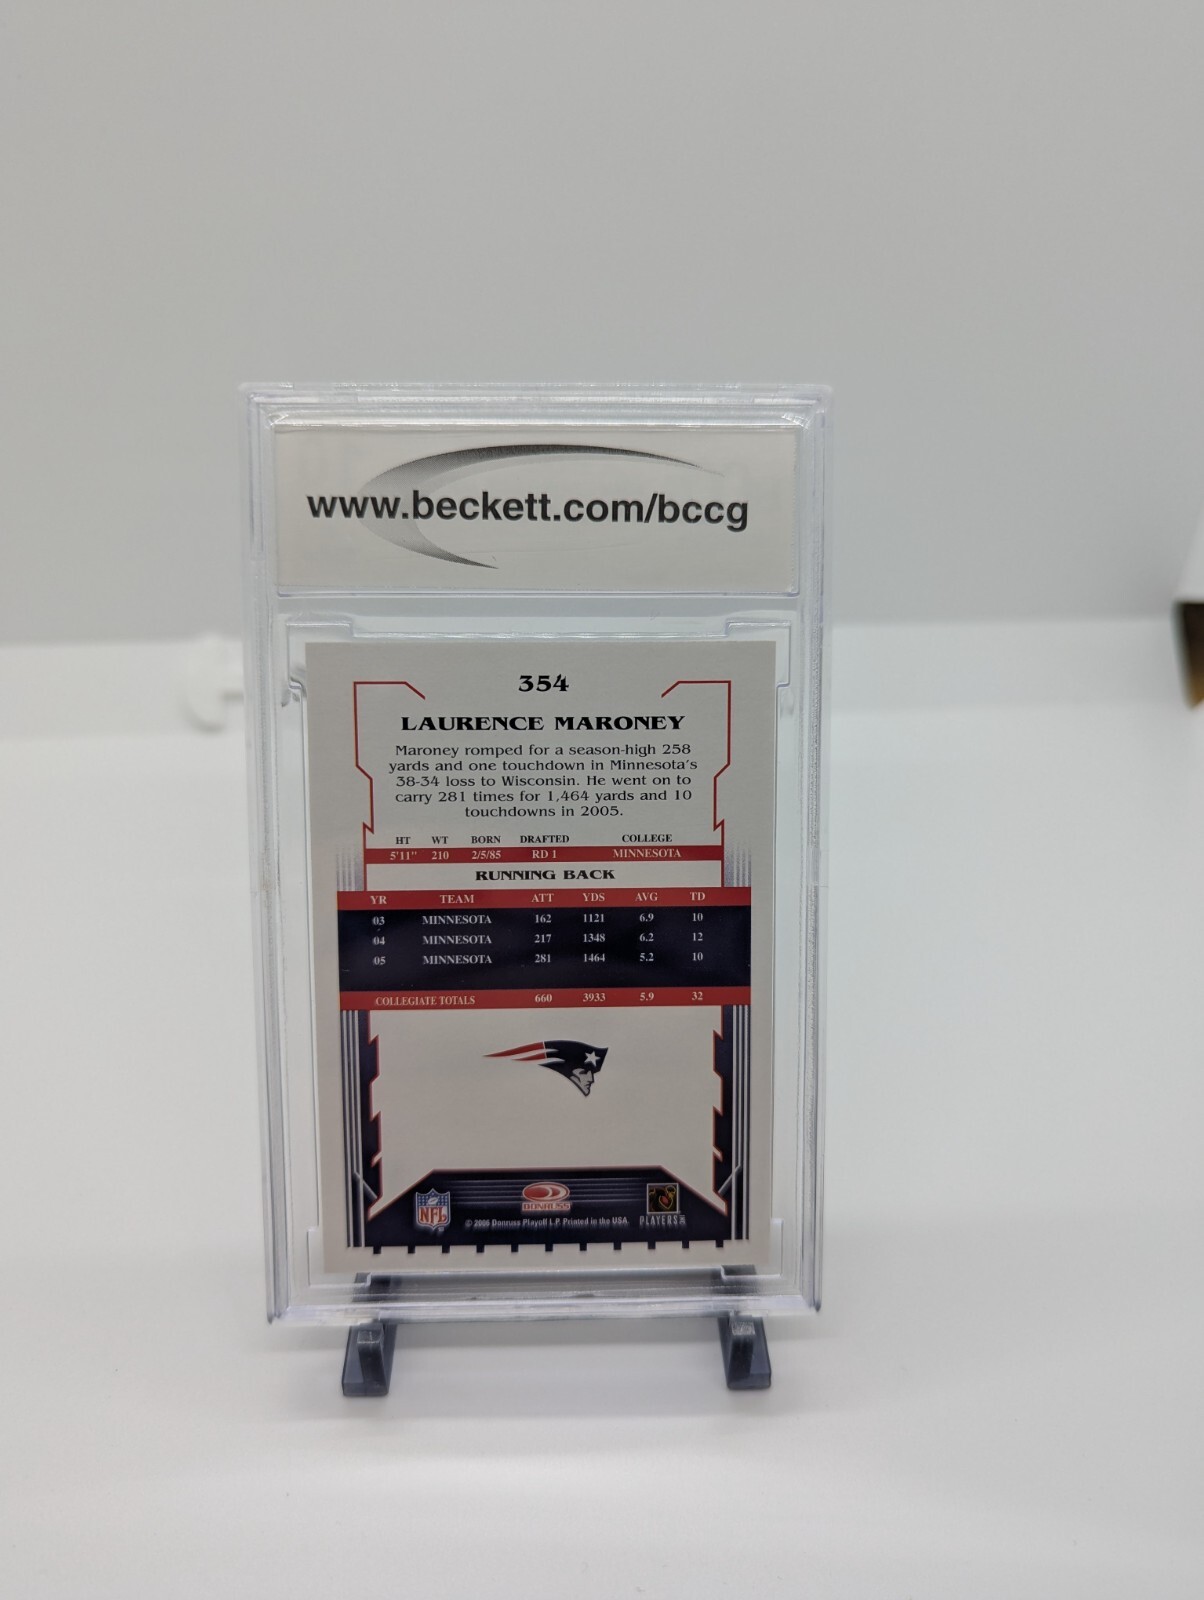 www.beckett.com/bccg
354
LAURENCE MARONEY
Maroney romped for a season-high 258
yards and one touchdown in Minnesota's
38-34 loss to Wisconsin. He went on to
carry 281 times for 1,464 yards and 10
touchdowns in 2005.
HT WT BORN DRAFTED COLLEGE
5'11" 210 2/5/85 RD 1 MINNESOTA
RUNNING BACK
YR TEAM ATT YDS AVG TD
03 MINNESOTA 162 1121 6.9 10
04 MINNESOTA 217 1348 6.2 12
05 MINNESOTA 281 1464 5.2 10
COLLEGIATE TOTALS 660 3933 5.9 32
NFL DONRUSS PLAYERS INC
© 2006 Donruss Playoff L.P. Printed in the USA